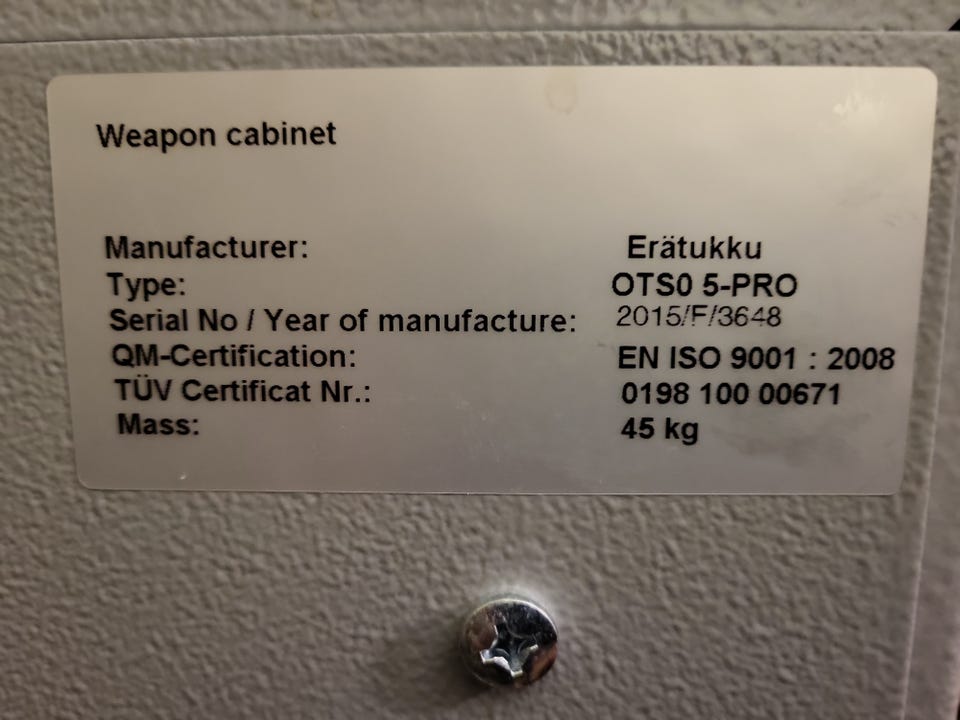 Weapon cabinet
Manufacturer: Erätukku
Type: OTS0 5-PRO
Serial No / Year of manufacture: 2015/F/3648
QM-Certification: EN ISO 9001 : 2008
TÜV Certificat Nr.: 0198 100 00671
Mass: 45 kg